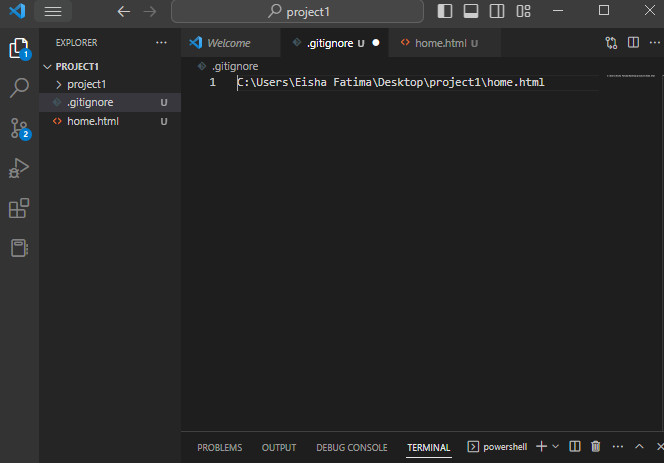 project1
EXPLORER
Welcome
.gitignore U
home.html U
PROJECT1
.gitignore
project1
1 C:\Users\Eisha Fatima\Desktop\project1\home.html
.gitignore U
home.html U
1
2
PROBLEMS OUTPUT DEBUG CONSOLE TERMINAL powershell